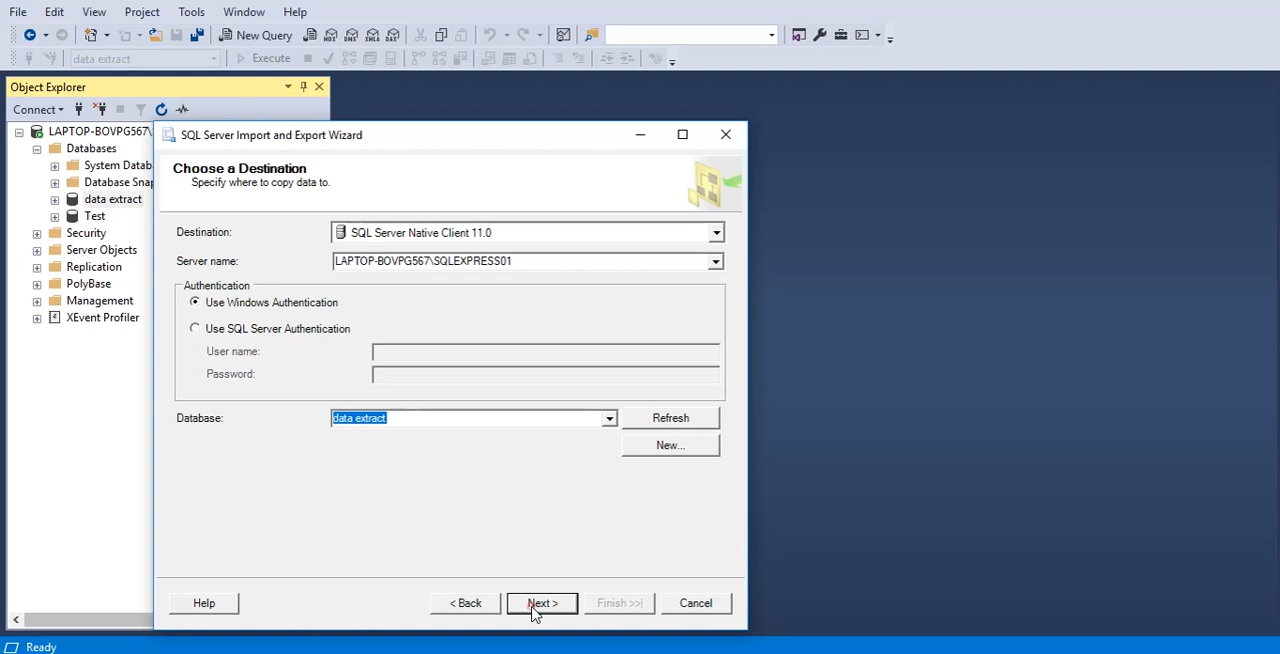 File Edit View Project Tools Window Help
New Query
data extract Execute
Object Explorer
Connect
LAPTOP-BOVPG567\
Databases
System Datab
Database Snap
data extract
Test
Security
Server Objects
Replication
PolyBase
Management
XEvent Profiler
SQL Server Import and Export Wizard
Choose a Destination
Specify where to copy data to.
Destination: SQL Server Native Client 11.0
Server name: LAPTOP-BOVPG567\SQLEXPRESS01
Authentication
Use Windows Authentication
Use SQL Server Authentication
User name:
Password:
Database: data extract Refresh
New...
Help < Back Next > Finish >>| Cancel
Ready